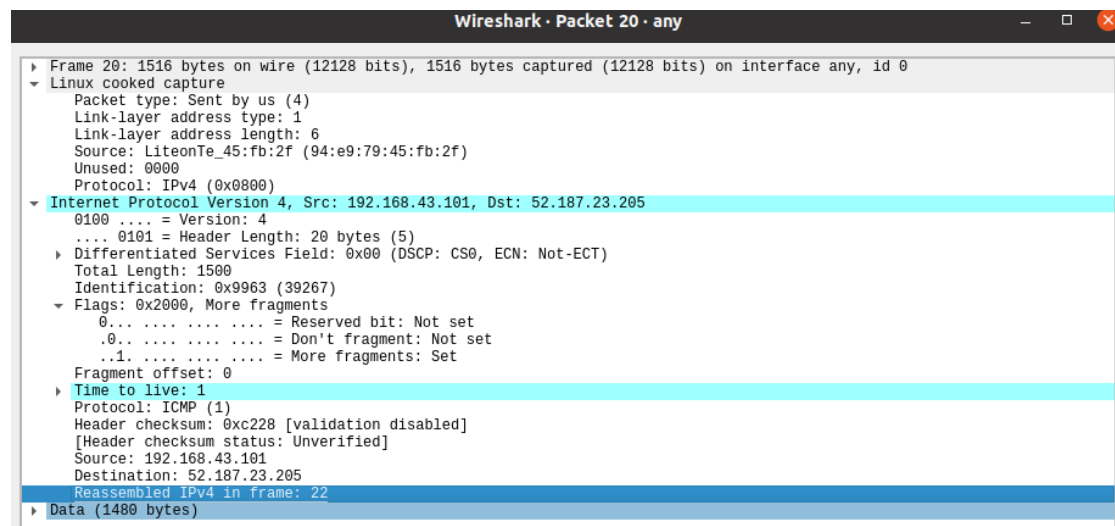 Wireshark · Packet 20 · any
Frame 20: 1516 bytes on wire (12128 bits), 1516 bytes captured (12128 bits) on interface any, id 0
Linux cooked capture
Packet type: Sent by us (4)
Link-layer address type: 1
Link-layer address length: 6
Source: LiteonTe_45:fb:2f (94:e9:79:45:fb:2f)
Unused: 0000
Protocol: IPv4 (0x0800)
Internet Protocol Version 4, Src: 192.168.43.101, Dst: 52.187.23.205
0100 .... = Version: 4
.... 0101 = Header Length: 20 bytes (5)
Differentiated Services Field: 0x00 (DSCP: CS0, ECN: Not-ECT)
Total Length: 1500
Identification: 0x9963 (39267)
Flags: 0x2000, More fragments
0... .... .... .... = Reserved bit: Not set
.0.. .... .... .... = Don't fragment: Not set
..1. .... .... .... = More fragments: Set
Fragment offset: 0
Time to live: 1
Protocol: ICMP (1)
Header checksum: 0xc228 [validation disabled]
[Header checksum status: Unverified]
Source: 192.168.43.101
Destination: 52.187.23.205
Reassembled IPv4 in frame: 22
Data (1480 bytes)